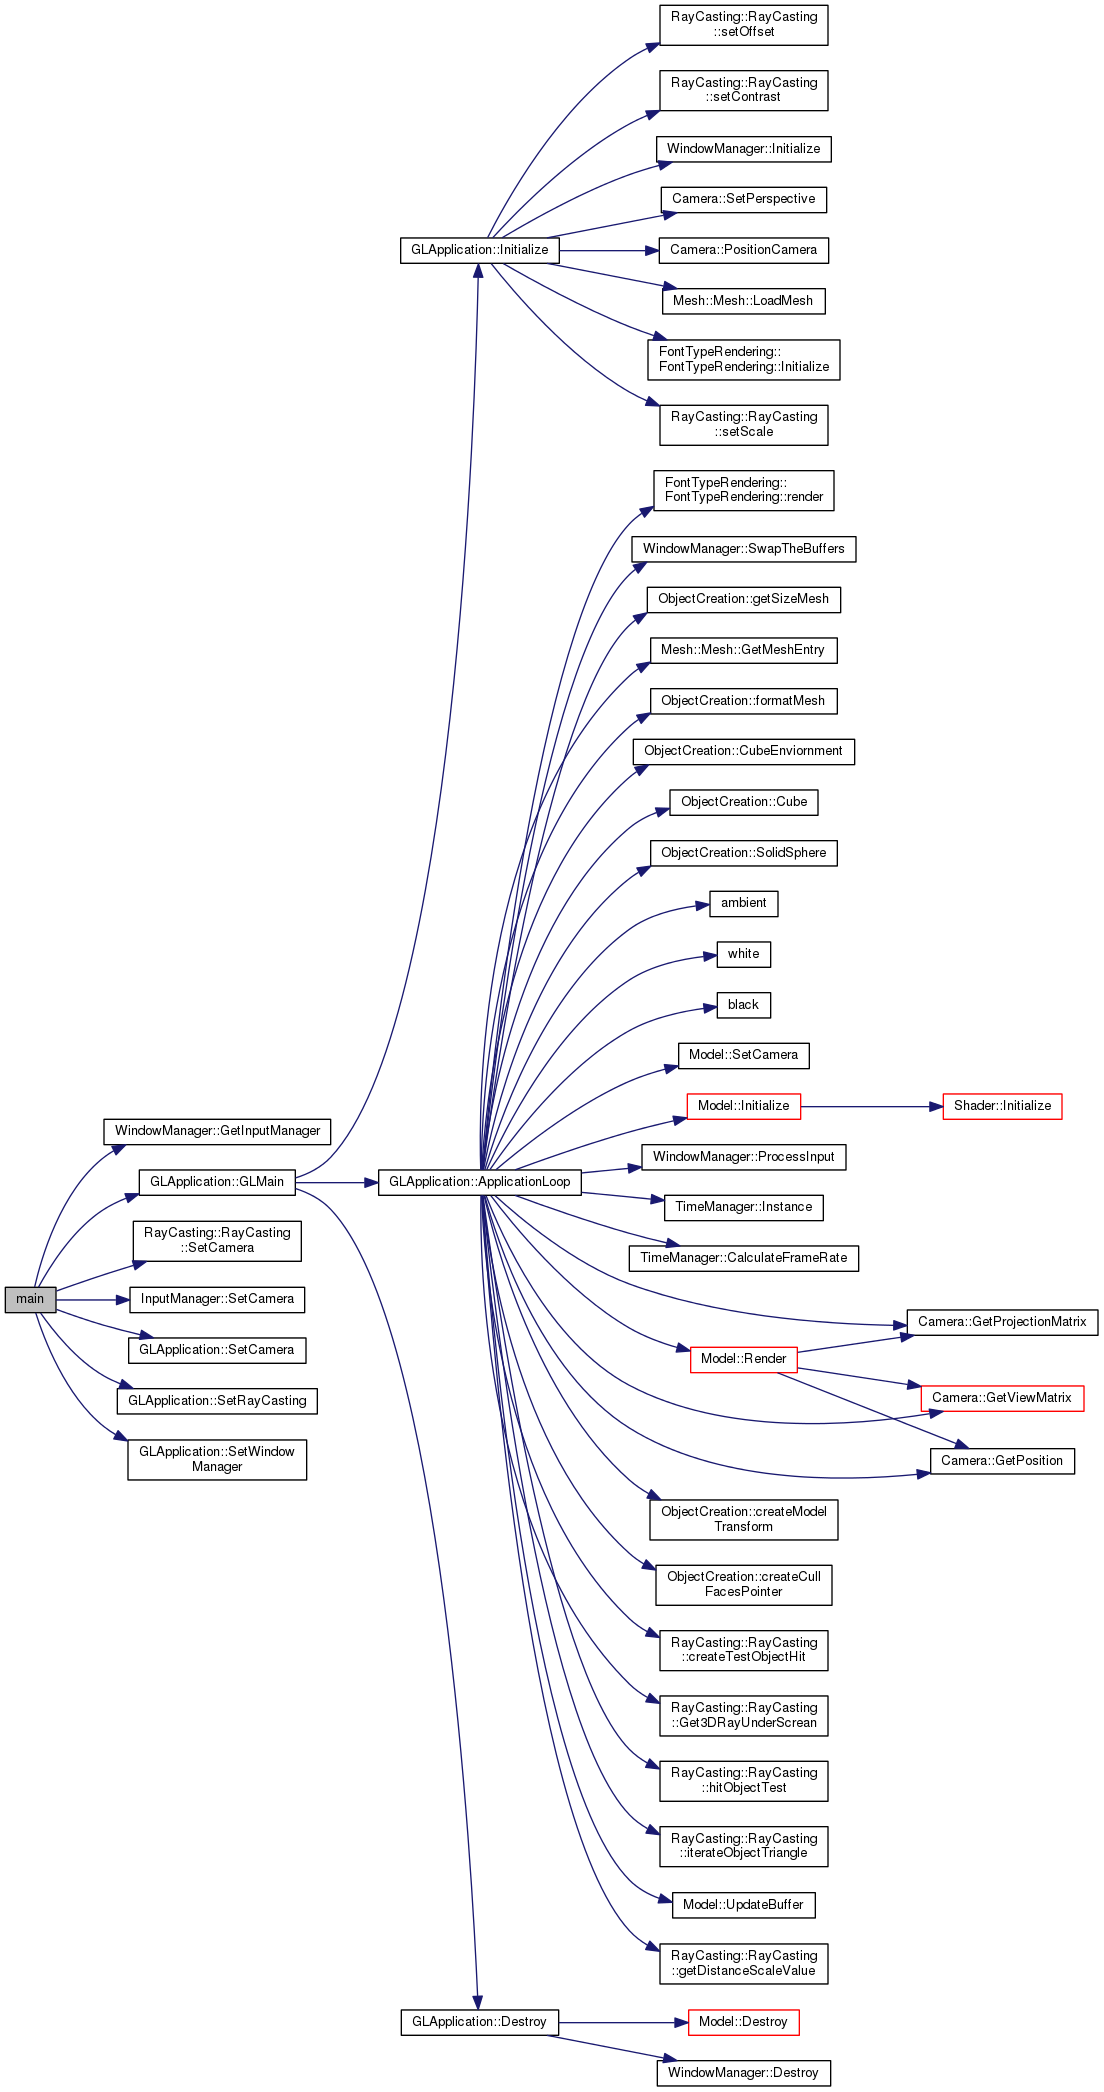 RayCasting::RayCasting
::setOffset
RayCasting::RayCasting
::setContrast
WindowManager::Initialize
Camera::SetPerspective
GLApplication::Initialize
Camera::PositionCamera
Mesh::Mesh::LoadMesh
FontTypeRendering::
FontTypeRendering::Initialize
RayCasting::RayCasting
::setScale
FontTypeRendering::
FontTypeRendering::render
WindowManager::SwapTheBuffers
ObjectCreation::getSizeMesh
Mesh::Mesh::GetMeshEntry
ObjectCreation::formatMesh
ObjectCreation::CubeEnviornment
ObjectCreation::Cube
ObjectCreation::SolidSphere
ambient
white
black
Model::SetCamera
Model::Initialize
Shader::Initialize
WindowManager::GetInputManager
WindowManager::ProcessInput
GLApplication::GLMain
GLApplication::ApplicationLoop
TimeManager::Instance
RayCasting::RayCasting
::SetCamera
TimeManager::CalculateFrameRate
main
InputManager::SetCamera
Camera::GetProjectionMatrix
GLApplication::SetCamera
Model::Render
GLApplication::SetRayCasting
Camera::GetViewMatrix
GLApplication::SetWindow
Manager
Camera::GetPosition
ObjectCreation::createModel
Transform
ObjectCreation::createCull
FacesPointer
RayCasting::RayCasting
::createTestObjectHit
RayCasting::RayCasting
::Get3DRayUnderScrean
RayCasting::RayCasting
::hitObjectTest
RayCasting::RayCasting
::iterateObjectTriangle
Model::UpdateBuffer
RayCasting::RayCasting
::getDistanceScaleValue
GLApplication::Destroy
Model::Destroy
WindowManager::Destroy